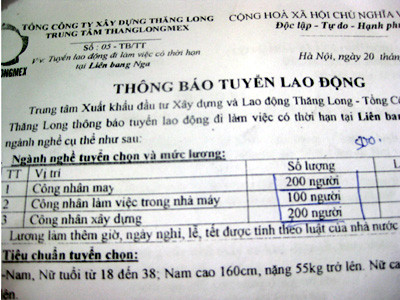 TỔNG CÔNG TY XÂY DỰNG THĂNG LONG
TRUNG TÂM THANGLONGMEX
CỘNG HOÀ XÃ HỘI CHỦ NGHĨA V
Độc lập - Tự do - Hạnh phú
Số : 05 - TB/TT
LONGMEX
V/v Tuyển lao động đi làm việc có thời hạn
tại Liên bang Nga
Hà Nội, ngày 20 tháng
THÔNG BÁO TUYỂN LAO ĐỘNG
Trung tâm Xuất khẩu đầu tư Xây dựng và Lao động Thăng Long - Tổng Cô
Thăng Long thông báo tuyển lao động đi làm việc có thời hạn tại Liên bang
ngành nghề cụ thể như sau:
500.
Ngành nghề tuyển chọn và mức lương:
TT Vị trí Số lượng L
1 Công nhân may 200 người
2 Công nhân làm việc trong nhà máy 100 người
3 Công nhân xây dựng 200 người
Lương làm thêm giờ, ngày nghỉ, lễ, tết được tính theo luật của nhà nước
Tiêu chuẩn tuyển chọn:
-Nam, Nữ tuổi từ 18 đến 38; Nam cao 160cm, nặng 55kg trở lên. Nữ ca